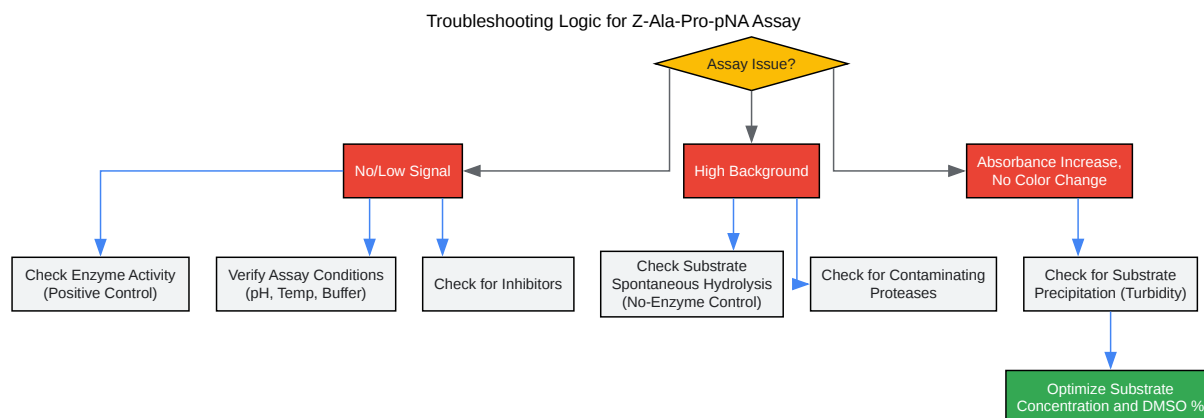 Troubleshooting Logic for Z-Ala-Pro-pNA Assay
Assay Issue?
No/Low Signal
High Background
Absorbance Increase,
No Color Change
Check Enzyme Activity
(Positive Control)
Verify Assay Conditions
(pH, Temp, Buffer)
Check for Inhibitors
Check Substrate
Spontaneous Hydrolysis
(No-Enzyme Control)
Check for Contaminating
Proteases
Check for Substrate
Precipitation (Turbidity)
Optimize Substrate
Concentration and DMSO %